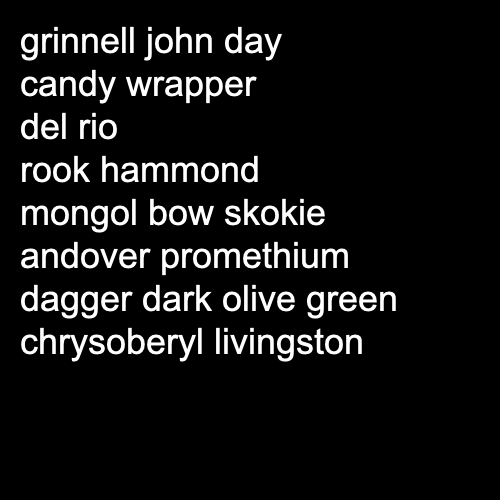 grinnell john day
candy wrapper
del rio
rook hammond
mongol bow skokie
andover promethium
dagger dark olive green
chrysoberyl livingston